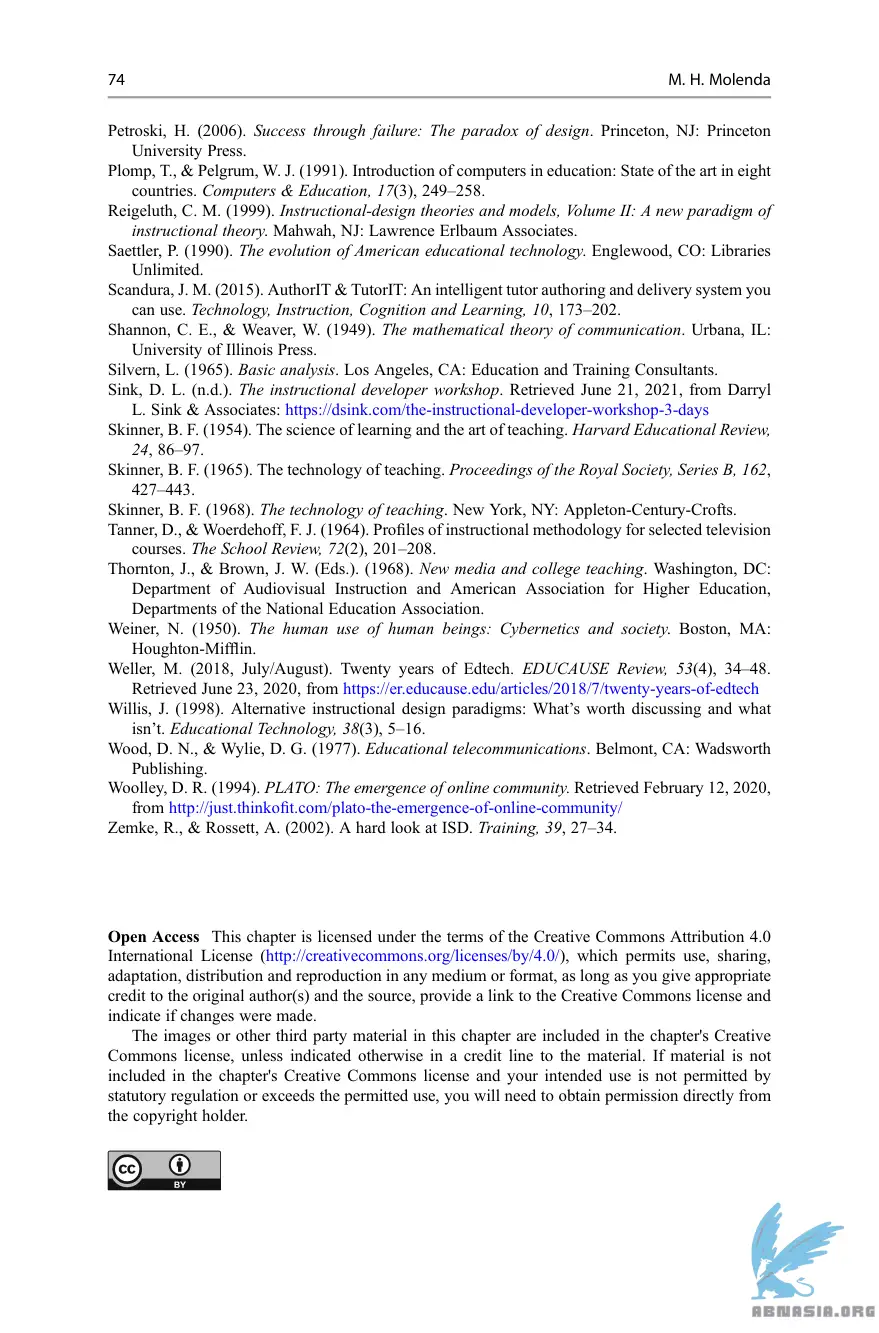 74
M. H. Molenda
Petroski, H. (2006). Success through failure: The paradox of design. Princeton, NJ: Princeton
University Press.
Plomp, T., & Pelgrum, W. J. (1991). Introduction of computers in education: State of the art in eight
countries. Computers & Education, 17(3), 249–258.
Reigeluth, C. M. (1999). Instructional-design theories and models, Volume II: A new paradigm of
instructional theory. Mahwah, NJ: Lawrence Erlbaum Associates.
Saettler, P. (1990). The evolution of American educational technology. Englewood, CO: Libraries
Unlimited.
Scandura, J. M. (2015). AuthorIT & TutorIT: An intelligent tutor authoring and delivery system you
can use. Technology, Instruction, Cognition and Learning, 10, 173–202.
Shannon, C. E., & Weaver, W. (1949). The mathematical theory of communication. Urbana, IL:
University of Illinois Press.
Silvern, L. (1965). Basic analysis. Los Angeles, CA: Education and Training Consultants.
Sink, D. L. (n.d.). The instructional developer workshop. Retrieved June 21, 2021, from Darryl
L. Sink & Associates: https://dsink.com/the-instructional-developer-workshop-3-days
Skinner, B. F. (1954). The science of learning and the art of teaching. Harvard Educational Review,
24, 86–97.
Skinner, B. F. (1965). The technology of teaching. Proceedings of the Royal Society, Series B, 162,
427–443.
Skinner, B. F. (1968). The technology of teaching. New York, NY: Appleton-Century-Crofts.
Tanner, D., & Woerdehoff, F. J. (1964). Profiles of instructional methodology for selected television
courses. The School Review, 72(2), 201–208.
Thornton, J., & Brown, J. W. (Eds.). (1968). New media and college teaching. Washington, DC:
Department of Audiovisual Instruction and American Association for Higher Education,
Departments of the National Education Association.
Weiner, N. (1950). The human use of human beings: Cybernetics and society. Boston, MA:
Houghton-Mifflin.
Weller, M. (2018, July/August). Twenty years of Edtech. EDUCAUSE Review, 53(4), 34–48.
Retrieved June 23, 2020, from https://er.educause.edu/articles/2018/7/twenty-years-of-edtech
Willis, J. (1998). Alternative instructional design paradigms: What’s worth discussing and what
isn’t. Educational Technology, 38(3), 5–16.
Wood, D. N., & Wylie, D. G. (1977). Educational telecommunications. Belmont, CA: Wadsworth
Publishing.
Woolley, D. R. (1994). PLATO: The emergence of online community. Retrieved February 12, 2020,
from http://just.thinkofit.com/plato-the-emergence-of-online-community/
Zemke, R., & Rossett, A. (2002). A hard look at ISD. Training, 39, 27–34.
Open Access This chapter is licensed under the terms of the Creative Commons Attribution 4.0
International License (http://creativecommons.org/licenses/by/4.0/), which permits use, sharing,
adaptation, distribution and reproduction in any medium or format, as long as you give appropriate
credit to the original author(s) and the source, provide a link to the Creative Commons license and
indicate if changes were made.
The images or other third party material in this chapter are included in the chapter's Creative
Commons license, unless indicated otherwise in a credit line to the material. If material is not
included in the chapter's Creative Commons license and your intended use is not permitted by
statutory regulation or exceeds the permitted use, you will need to obtain permission directly from
the copyright holder.
cc
BY
ABNASIA.ORG